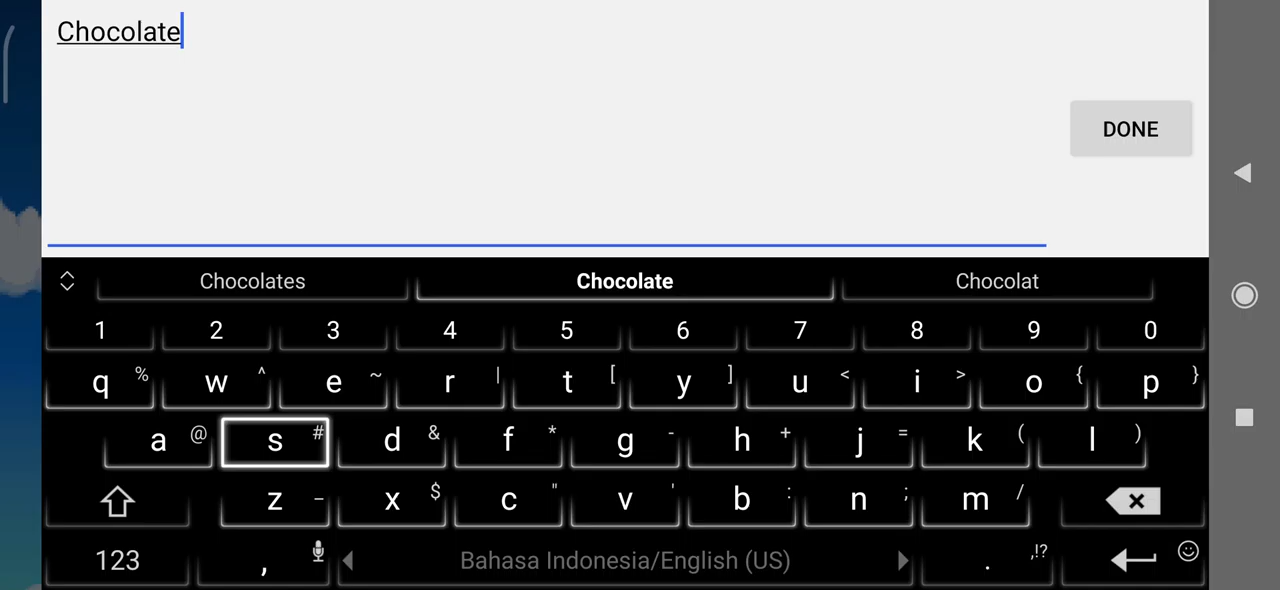 Chocolate
DONE
Chocolates Chocolate Chocolat
1 2 3 4 5 6 7 8 9 0
q % w ^ e ~ r | t [ y ] u < i > o { p }
a @ s # d & f * g - h + j = k ( l )
z _ x $ c " v ' b : n ; m /
123 , Bahasa Indonesia/English (US) . ,!?